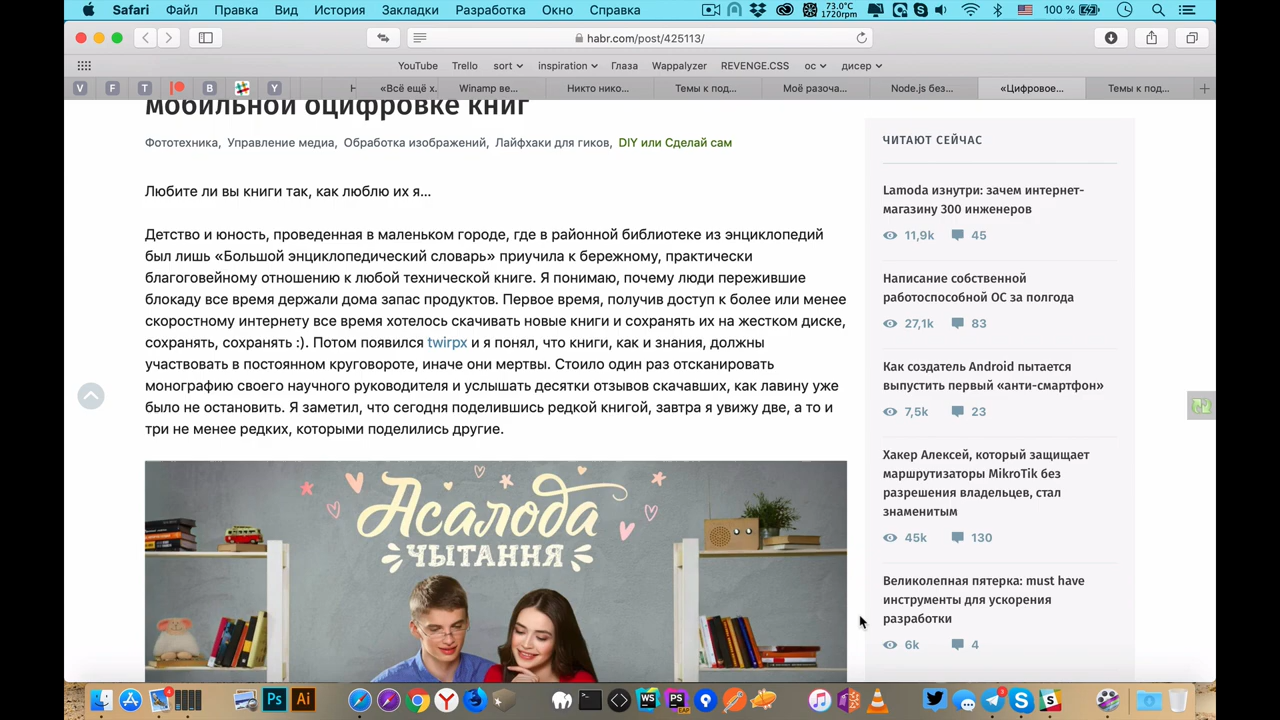 Safari Файл Правка Вид История Закладки Разработка Окно Справка 73.0°C 1720rpm 100 %
habr.com/post/425113/
YouTube Trello sort inspiration Глаза Wappalyzer REVENGE.CSS ос дисер
V F T B Y «Всё ещё х. Winamp ве... Никто нико... Темы к под... Моё разоча... Node.js без... «Цифровое... Темы к под...
мобильной оцифровке книг
Фототехника, Управление медиа, Обработка изображений, Лайфхаки для гиков, DIY или Сделай сам
Любите ли вы книги так, как люблю их я...
Детство и юность, проведенная в маленьком городе, где в районной библиотеке из энциклопедий
был лишь «Большой энциклопедический словарь» приучила к бережному, практически
благоговейному отношению к любой технической книге. Я понимаю, почему люди пережившие
блокаду все время держали дома запас продуктов. Первое время, получив доступ к более или менее
скоростному интернету все время хотелось скачивать новые книги и сохранять их на жестком диске,
сохранять, сохранять :). Потом появился twirpx и я понял, что книги, как и знания, должны
участвовать в постоянном круговороте, иначе они мертвы. Стоило один раз отсканировать
монографию своего научного руководителя и услышать десятки отзывов скачавших, как лавину уже
было не остановить. Я заметил, что сегодня поделившись редкой книгой, завтра я увижу две, а то и
три не менее редких, которыми поделились другие.
Асалода
ЧЫТАННЯ
ЧИТАЮТ СЕЙЧАС
Lamoda изнутри: зачем интернет-
магазину 300 инженеров
11,9k 45
Написание собственной
работоспособной ОС за полгода
27,1k 83
Как создатель Android пытается
выпустить первый «анти-смартфон»
7,5k 23
Хакер Алексей, который защищает
маршрутизаторы MikroTik без
разрешения владельцев, стал
знаменитым
45k 130
Великолепная пятерка: must have
инструменты для ускорения
разработки
6k 4
Ps Ai WS PS